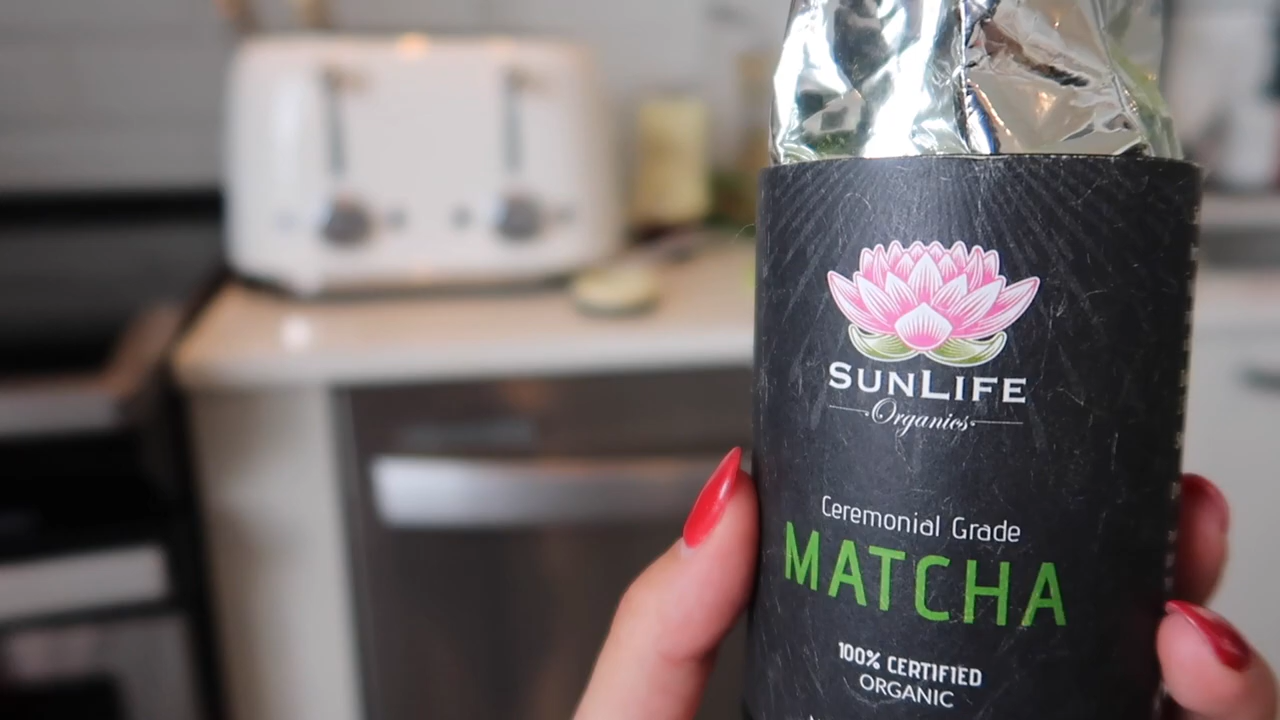 SUNLIFE
Organics
Ceremonial Grade
MATCHA
100% CERTIFIED
ORGANIC